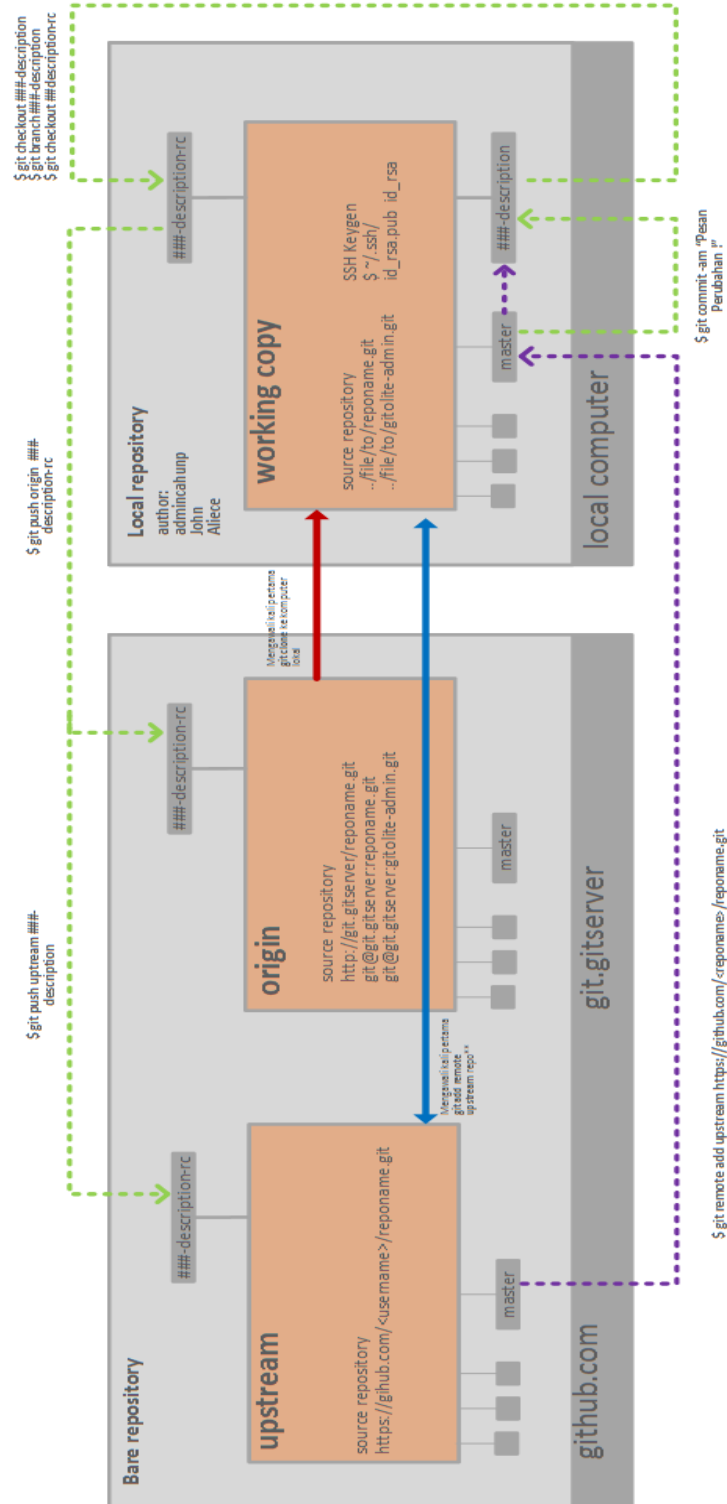 $ git push uptream ###-
description
$ git push origin ###-
description-rc
$ git checkout ###-description
$ git branch ###-description
$ git checkout ##description-rc
Bare repository
###-description-rc
upstream
source repository
https://gihub.com/<username>/reponame.git
master
github.com
###-description-rc
origin
source repository
http://git.gitserver/reponame.git
git@git.gitserver:reponame.git
git@git.gitserver:gitolite-admin.git
master
git.gitserver
Mengawali kali pertama
git add remote
upstream repo**
Mengawali kali pertama
git clone ke komputer
lokal
Local repository
author:
admincahunp
John
Aliece
###-description-rc
working copy
source repository
../file/to/reponame.git
../file/to/gitolite-admin.git
SSH Keygen
$ ~/.ssh/
id_rsa.pub id_rsa
master
###-description
local computer
$ git commit -am "Pesan
Perubahan !"
$ git remote add upstream https://github.com/<reponame>/reponame.git